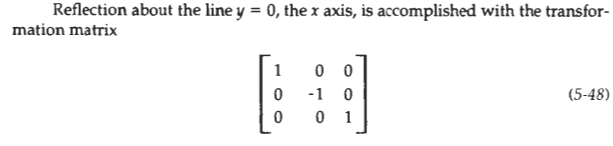 Reflection about the line y = 0, the x axis, is accomplished with the transfor-
mation matrix
1 0 0
0 -1 0 (5-48)
0 0 1